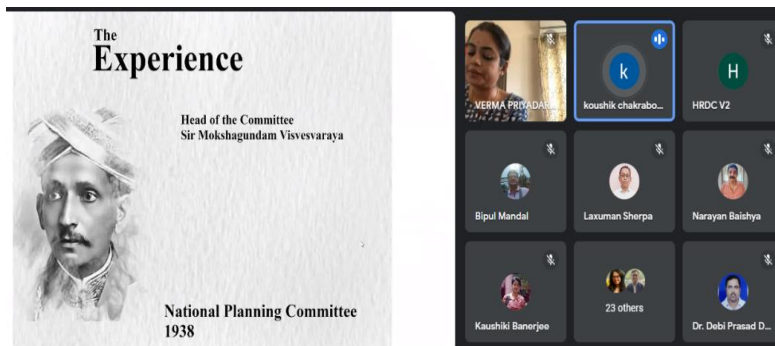 The
Experience
Head of the Committee
Sir Mokshagundam Visvesvaraya
National Planning Committee
1938
VERMA PRIYADAR...
k
koushik chakrabo...
H
HRDC V2
Bipul Mandal
Laxuman Sherpa
Narayan Baishya
Kaushiki Banerjee
23 others
Dr. Debi Prasad D...